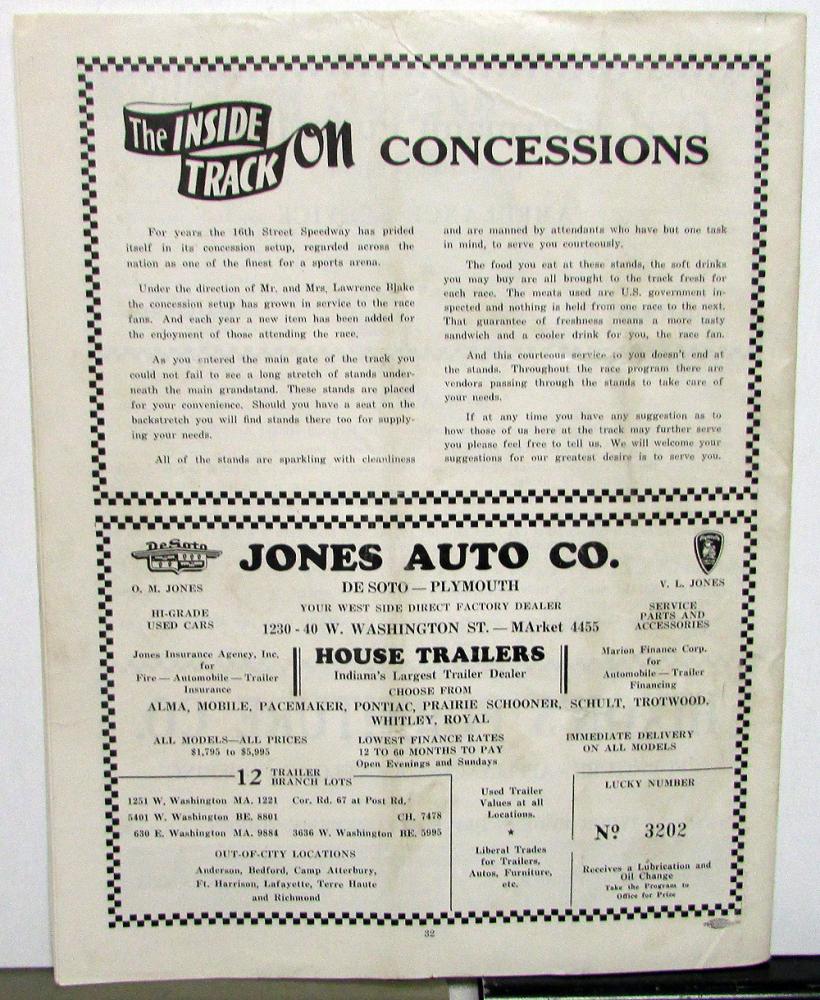 The INSIDE
TRACK
on CONCESSIONS
For years the 16th Street Speedway has prided
itself in its concession setup, regarded across the
nation as one of the finest for a sports arena.
Under the direction of Mr. and Mrs. Lawrence Blake
the concession setup has grown in service to the race
fans. And each year a new item has been added for
the enjoyment of those attending the race.
As you entered the main gate of the track you
could not fail to see a long stretch of stands under-
neath the main grandstand. These stands are placed
for your convenience. Should you have a seat on the
backstretch you will find stands there too for supply-
ing your needs.
All of the stands are sparkling with cleanliness
and are manned by attendants who have but one task
in mind, to serve you courteously.
The food you eat at these stands, the soft drinks
you may buy are all brought to the track fresh for
each race. The meats used are U.S. government in-
spected and nothing is held from one race to the next.
That guarantee of freshness means a more tasty
sandwich and a cooler drink for you, the race fan.
And this courteous service to you doesn't end at
the stands. Throughout the race program there are
vendors passing through the stands to take care of
your needs.
If at any time you have any suggestion as to
how those of us here at the track may further serve
you please feel free to tell us. We will welcome your
suggestions for our greatest desire is to serve you.
DeSoto
JONES AUTO CO.
O. M. JONES
DE SOTO — PLYMOUTH
V. L. JONES
HI-GRADE
USED CARS
YOUR WEST SIDE DIRECT FACTORY DEALER
1230-40 W. WASHINGTON ST. — MArket 4455
SERVICE
PARTS AND
ACCESSORIES
Jones Insurance Agency, Inc.
for
Fire — Automobile — Trailer
Insurance
HOUSE TRAILERS
Indiana's Largest Trailer Dealer
CHOOSE FROM
Marion Finance Corp.
for
Automobile — Trailer
Financing
ALMA, MOBILE, PACEMAKER, PONTIAC, PRAIRIE SCHOONER, SCHULT, TROTWOOD,
WHITLEY, ROYAL
ALL MODELS—ALL PRICES
$1,795 to $5,995
LOWEST FINANCE RATES
12 TO 60 MONTHS TO PAY
Open Evenings and Sundays
IMMEDIATE DELIVERY
ON ALL MODELS
12 TRAILER
BRANCH LOTS
1251 W. Washington MA. 1221 Cor. Rd. 67 at Post Rd.
5401 W. Washington BE. 8801 CH. 7478
630 E. Washington MA. 9884 3636 W. Washington BE. 5995
OUT-OF-CITY LOCATIONS
Anderson, Bedford, Camp Atterbury,
Ft. Harrison, Lafayette, Terre Haute
and Richmond
Used Trailer
Values at all
Locations.
★
Liberal Trades
for Trailers,
Autos, Furniture,
etc.
LUCKY NUMBER
Nº 3202
Receives a Lubrication and
Oil Change
Take the Program to
Office for Prize
32